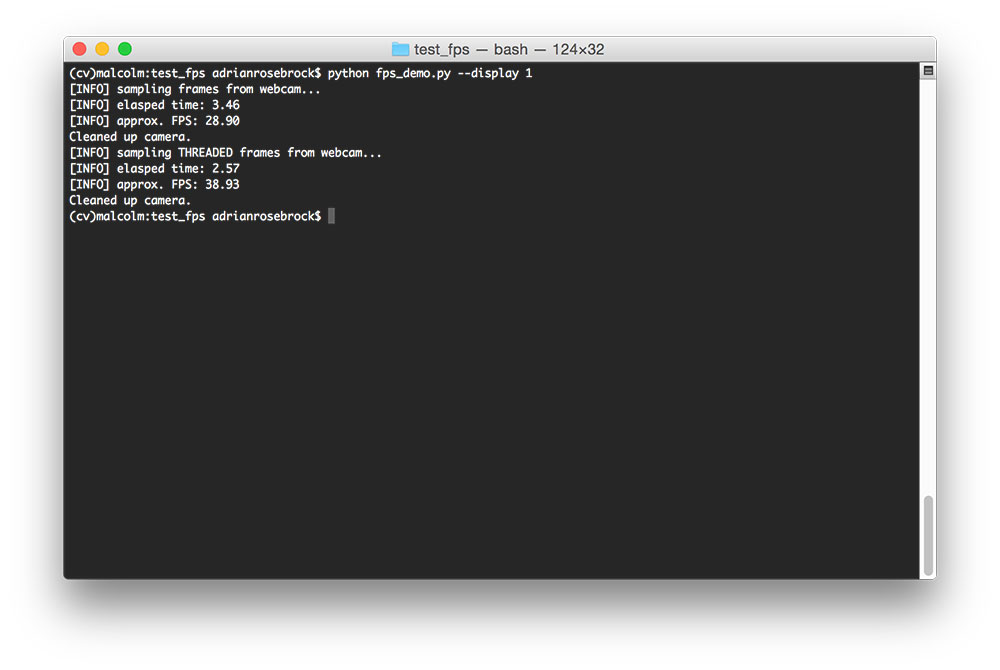 test_fps — bash — 124×32
(cv)malcolm:test_fps adrianrosebrock$ python fps_demo.py --display 1
[INFO] sampling frames from webcam...
[INFO] elasped time: 3.46
[INFO] approx. FPS: 28.90
Cleaned up camera.
[INFO] sampling THREADED frames from webcam...
[INFO] elasped time: 2.57
[INFO] approx. FPS: 38.93
Cleaned up camera.
(cv)malcolm:test_fps adrianrosebrock$